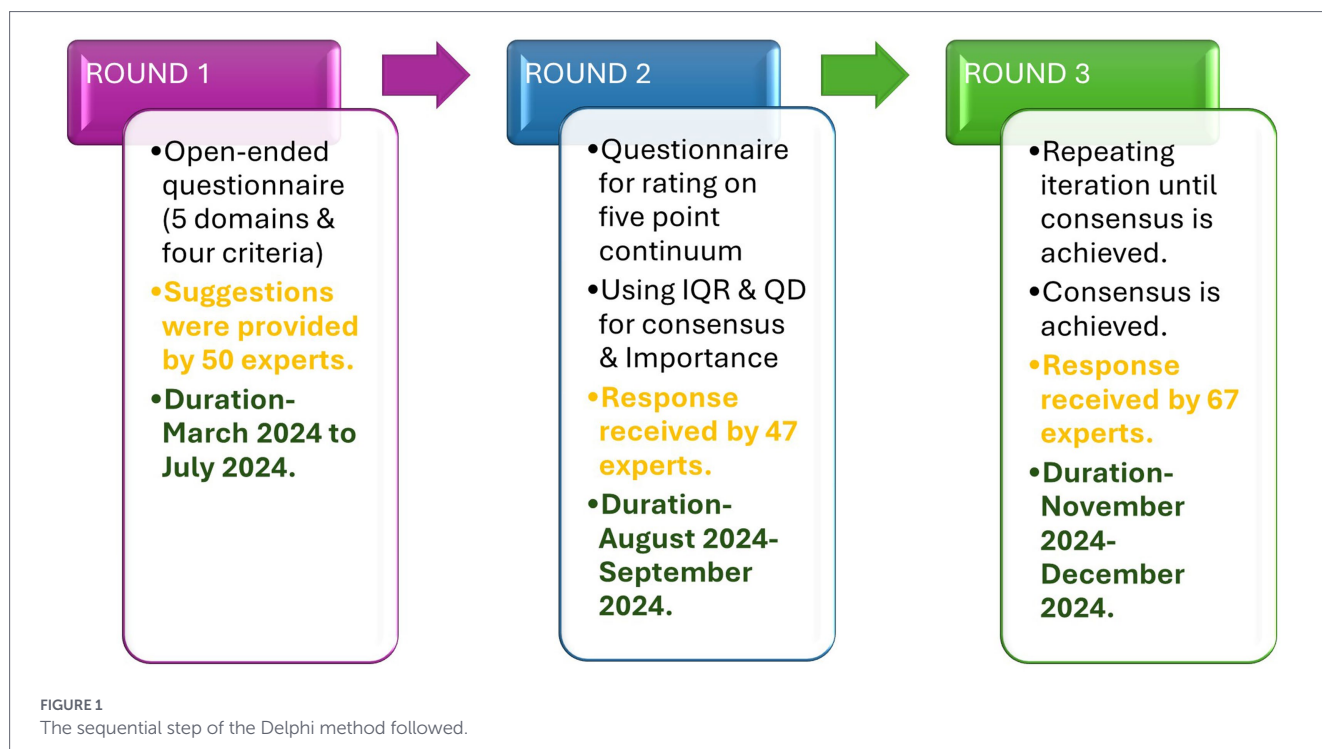 ROUND 1
•Open-ended
questionnaire
(5 domains &
four criteria)
•Suggestions
were provided
by 50 experts.
•Duration-
March 2024 to
July 2024.
ROUND 2
•Questionnaire
for rating on
five point
continuum
•Using IQR & QD
for consensus
& Importance
•Response
received by 47
experts.
•Duration-
August 2024-
September
2024.
ROUND 3
•Repeating
iteration until
consensus is
achieved.
•Consensus is
achieved.
•Response
received by 67
experts.
•Duration-
November
2024-
December
2024.
FIGURE 1
The sequential step of the Delphi method followed.